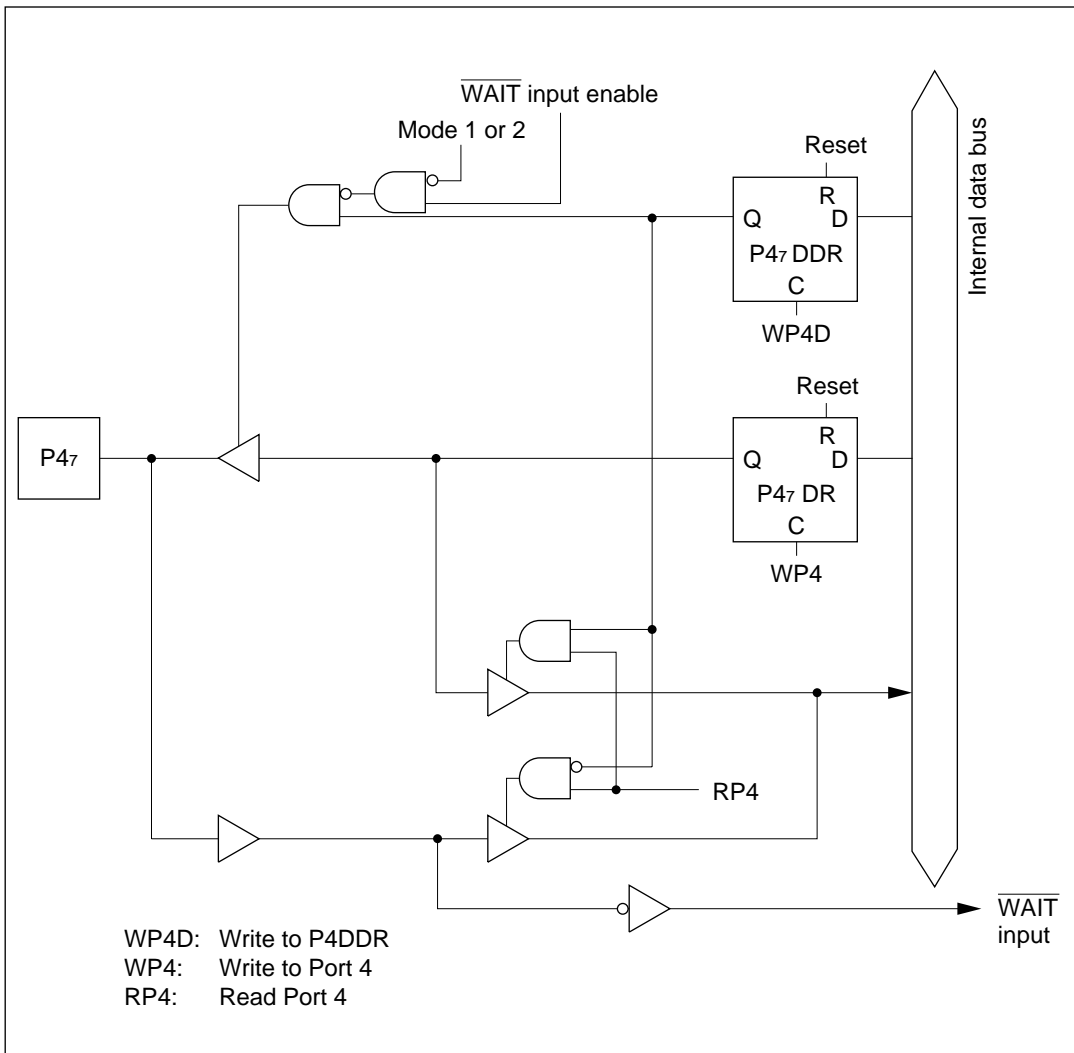 WAIT input enable
Mode 1 or 2
Reset
R
Q D
P47 DDR
C
WP4D
Internal data bus
Reset
R
Q D
P47 DR
C
WP4
P47
RP4
WAIT
input
WP4D: Write to P4DDR
WP4: Write to Port 4
RP4: Read Port 4